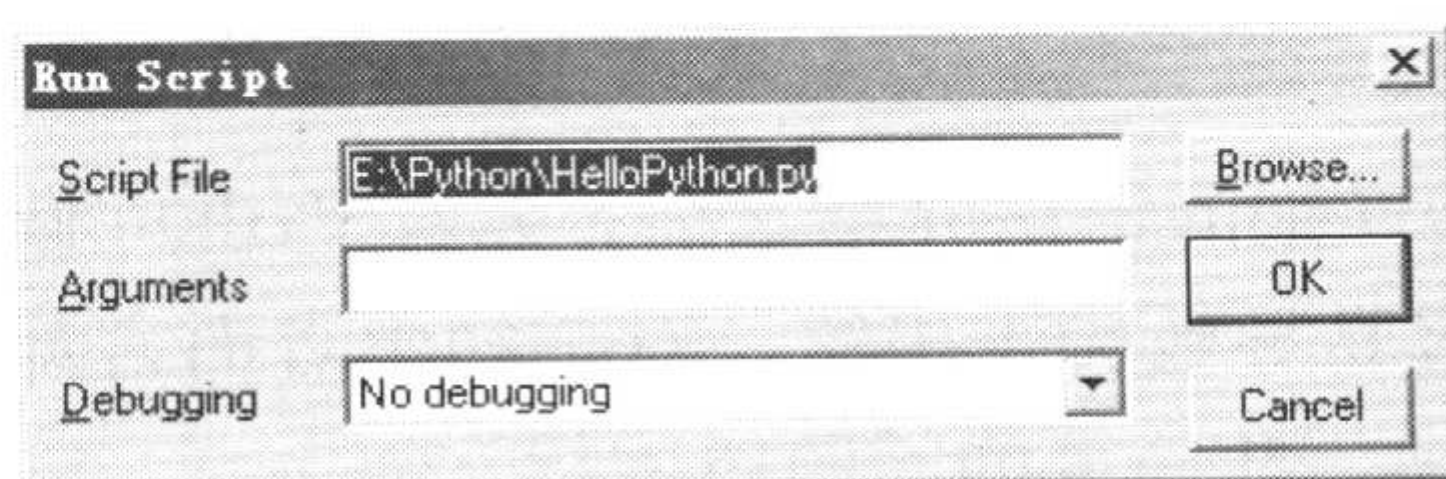 Run Script
Script File E:\Python\HelloPython.py Browse...
Arguments OK
Debugging No debugging Cancel